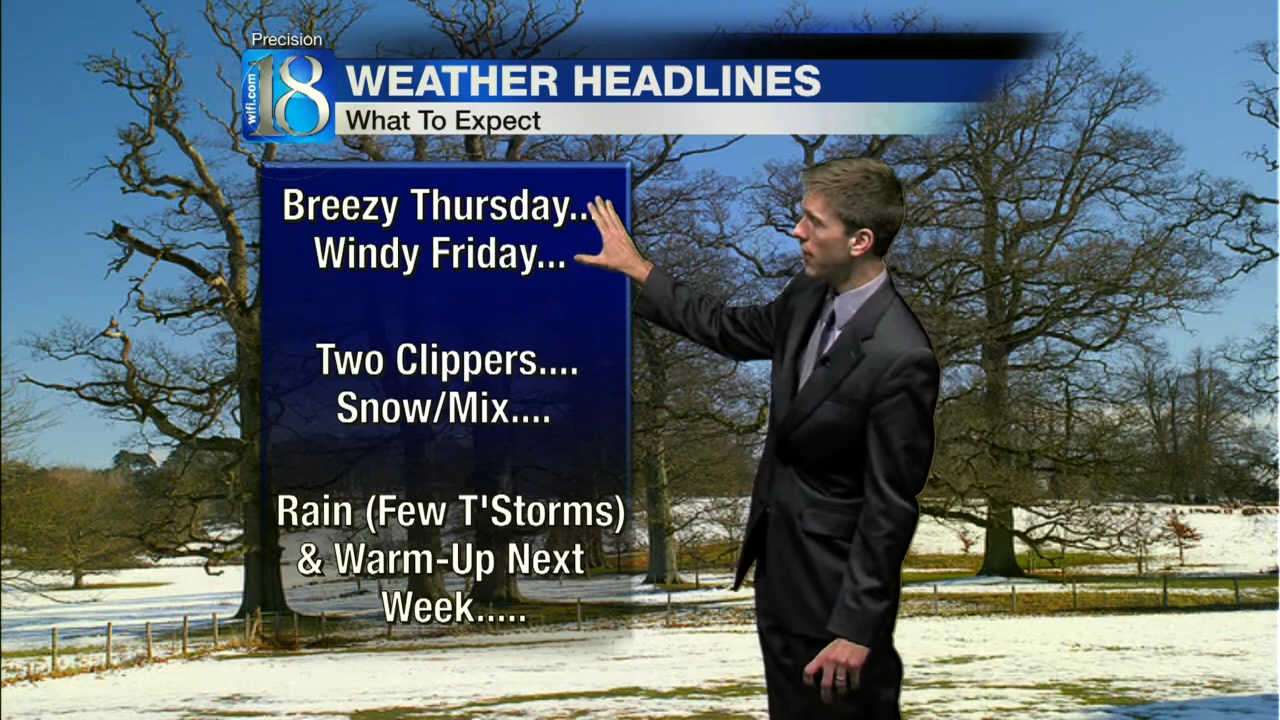 Precision
wlfi.com
18
WEATHER HEADLINES
What To Expect
Breezy Thursday...
Windy Friday...
Two Clippers....
Snow/Mix....
Rain (Few T'Storms)
& Warm-Up Next
Week.....